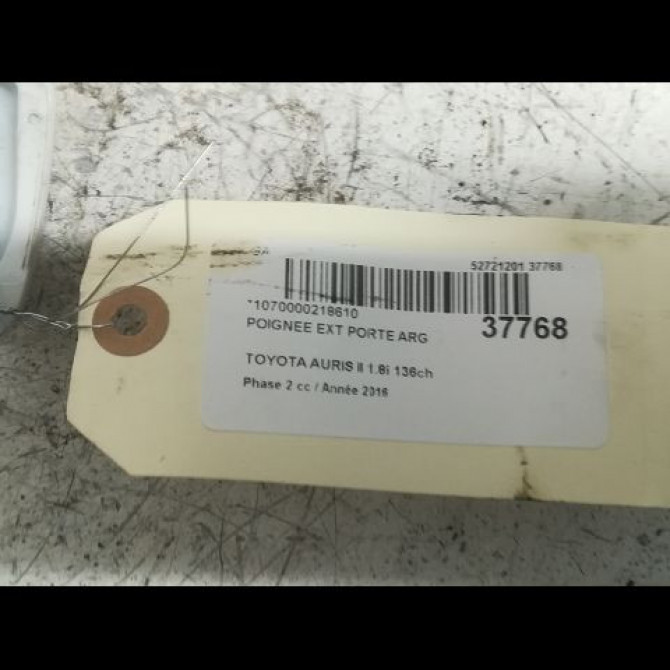 52721201 37768
*1070000218610
37768
POIGNEE EXT PORTE ARG
TOYOTA AURIS II 1.8i 136ch
Phase 2 cc / Année 2016